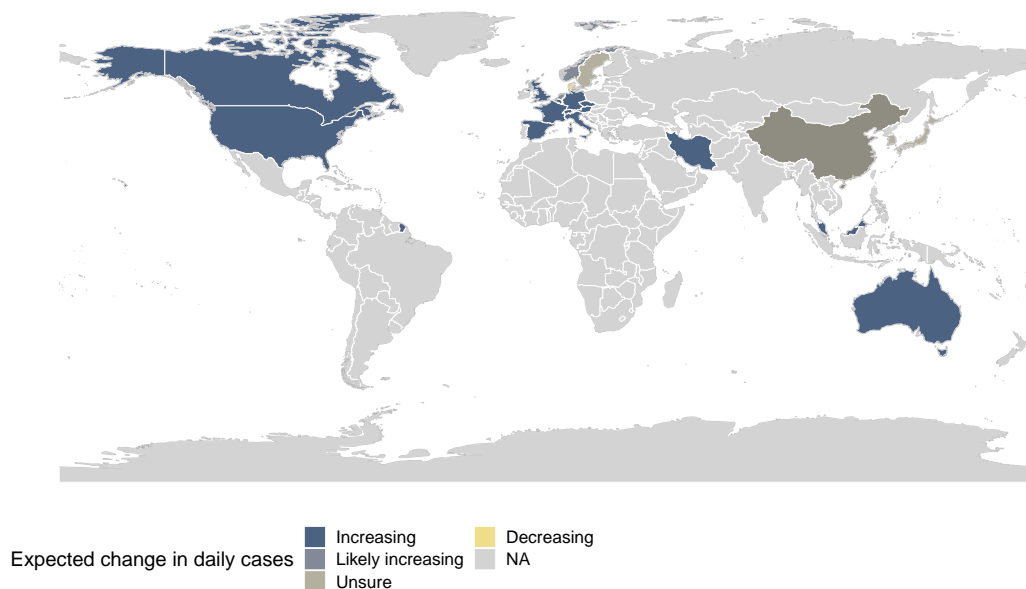 Expected change in daily cases
Increasing
Likely increasing
Unsure
Decreasing
NA